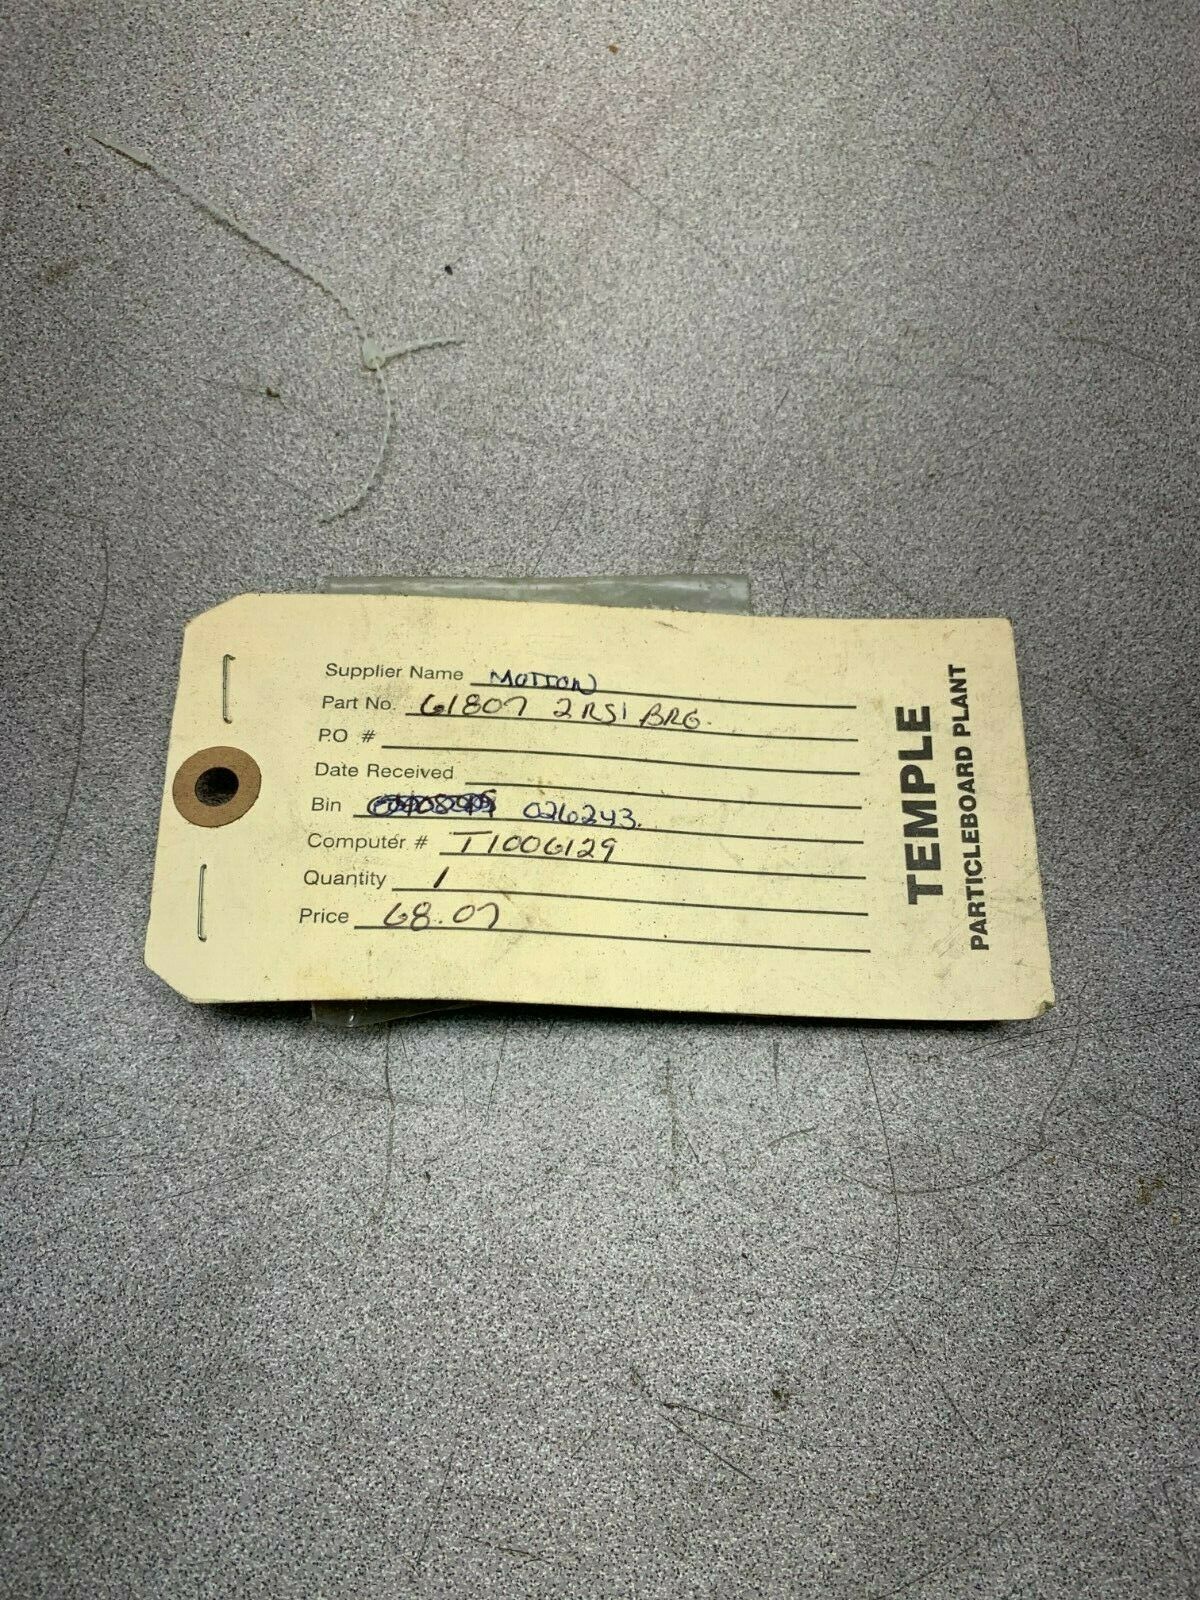 Supplier Name MOTION
Part No. 61807 2RS1 BRG.
P.O #
Date Received
Bin 026243.
Computer # T1006129
Quantity 1
Price 68.07
TEMPLE
PARTICLEBOARD PLANT